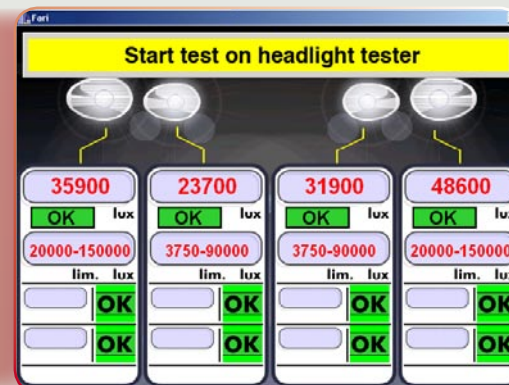 Fari
Start test on headlight tester
35900 23700 31900 48600
OK lux OK lux OK lux OK lux
20000-150000 3750-90000 3750-90000 20000-150000
lim. lux lim. lux lim. lux lim. lux
OK OK OK OK
OK OK OK OK